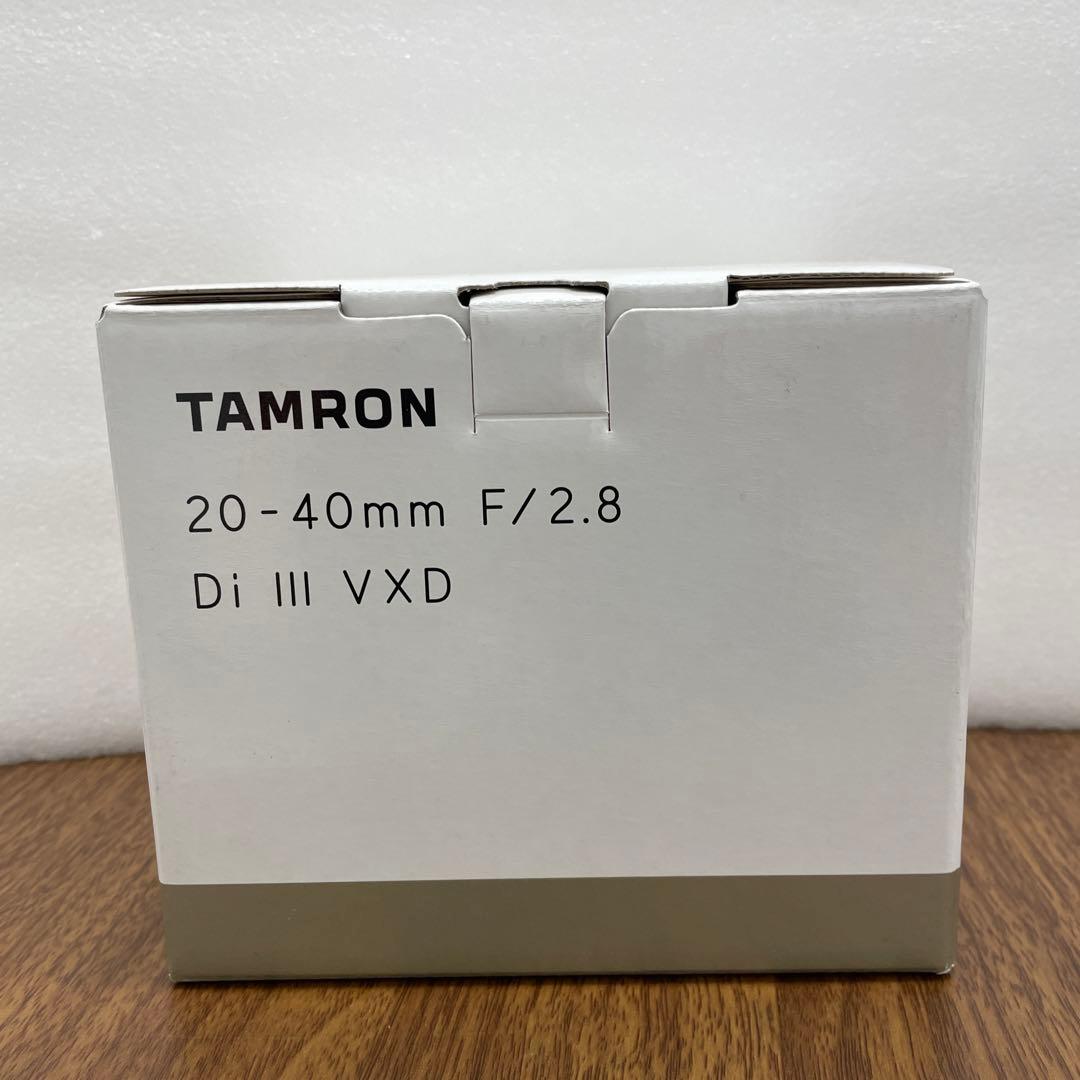 TAMRON
20-40mm F/2.8
Di III VXD